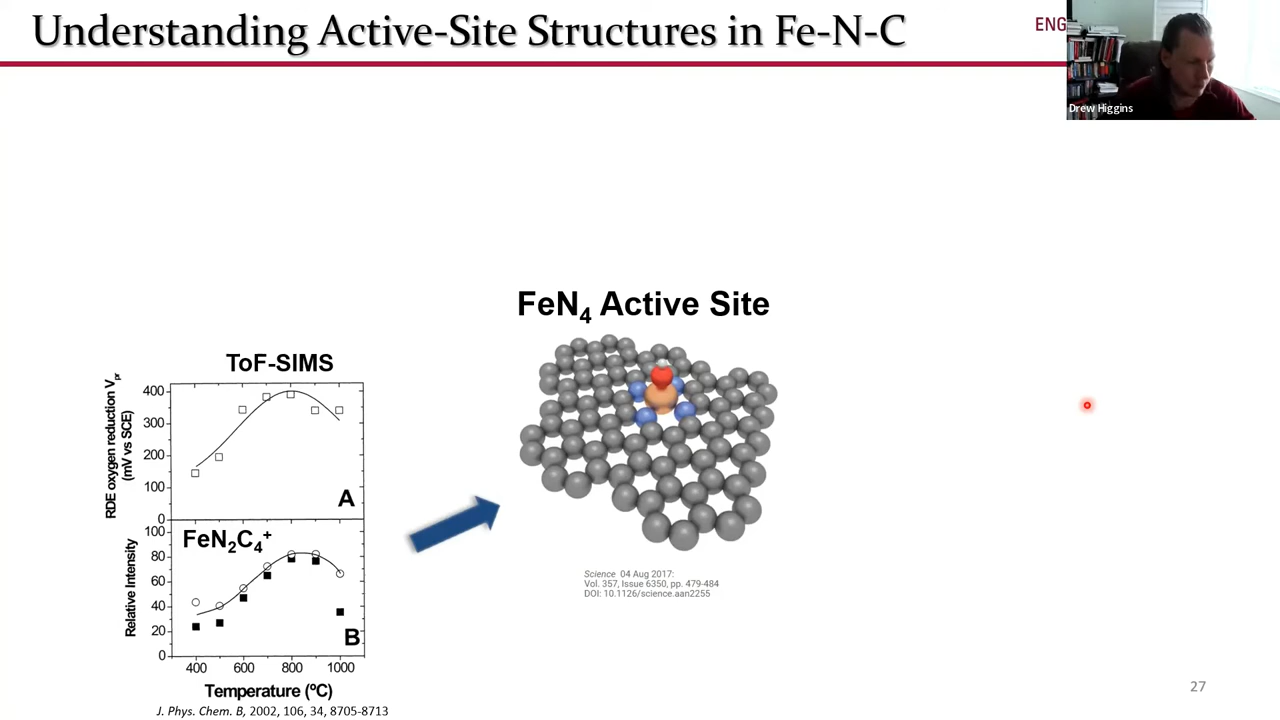 Understanding Active-Site Structures in Fe-N-C
ENG
Drew Higgins
FeN₄ Active Site
ToF-SIMS
RDE oxygen reduction Vpr
(mV vs SCE)
400
300
200
100
0
A
FeN₂C₄⁺
Relative Intensity
100
80
60
40
20
0
B
400 600 800 1000
Temperature (ºC)
J. Phys. Chem. B, 2002, 106, 34, 8705-8713
Science 04 Aug 2017:
Vol. 357, Issue 6350, pp. 479-484
DOI: 10.1126/science.aan2255
27